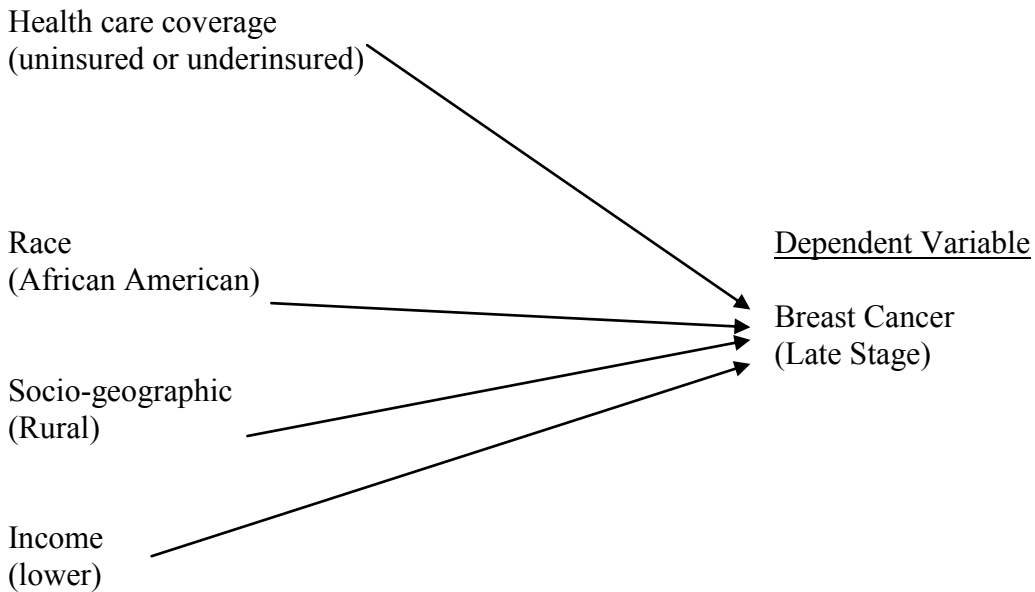 Health care coverage
(uninsured or underinsured)
Race
(African American)
Socio-geographic
(Rural)
Income
(lower)
Dependent Variable
Breast Cancer
(Late Stage)